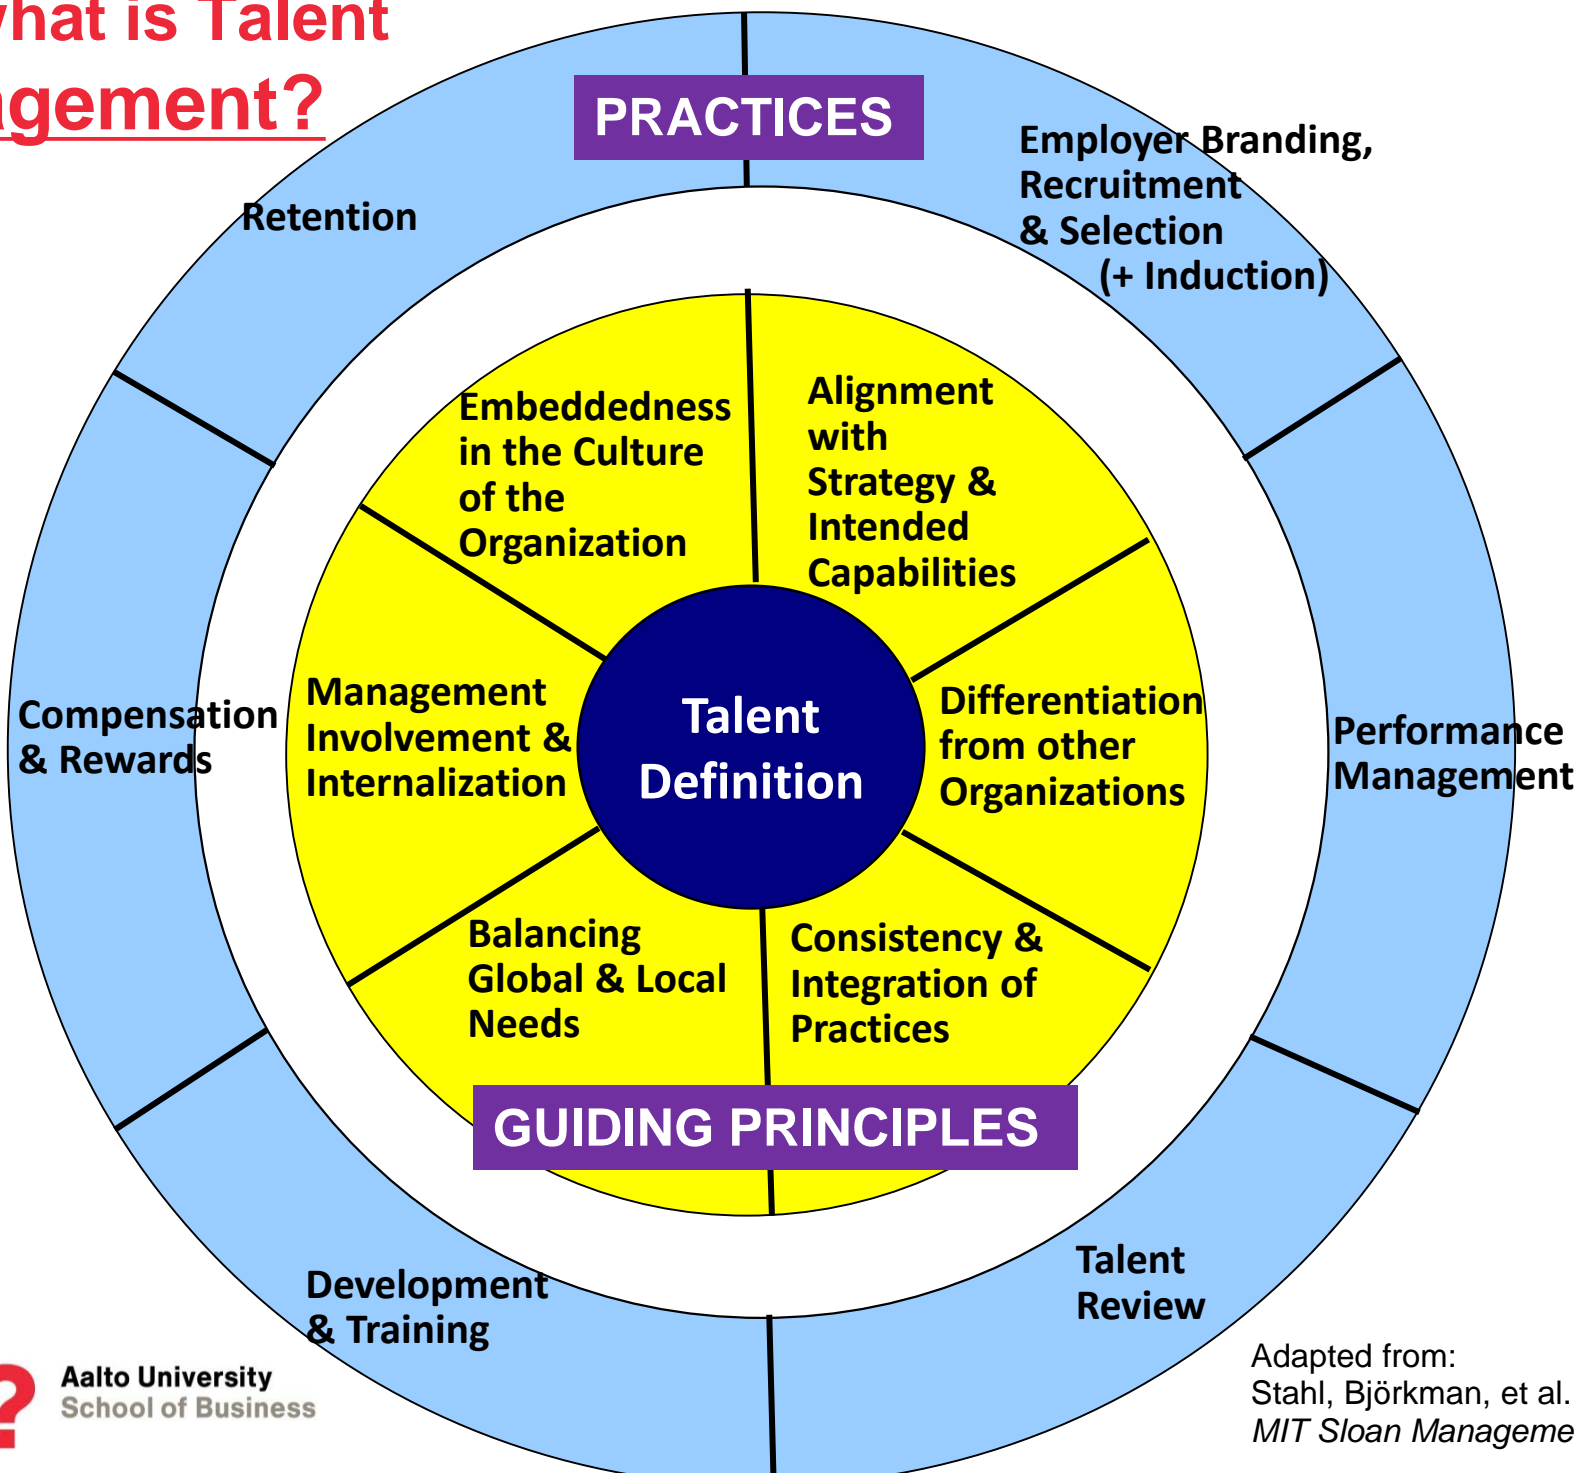 what is Talent
agement?
PRACTICES
Employer Branding,
Recruitment
& Selection
(+ Induction)
Retention
Embeddedness
in the Culture
of the
Organization
Alignment
with
Strategy &
Intended
Capabilities
Compensation
& Rewards
Management
Involvement &
Internalization
Talent
Definition
Differentiation
from other
Organizations
Performance
Management
Balancing
Global & Local
Needs
Consistency &
Integration of
Practices
GUIDING PRINCIPLES
Development
& Training
Talent
Review
?
Aalto University
School of Business
Adapted from:
Stahl, Björkman, et al.
MIT Sloan Manageme